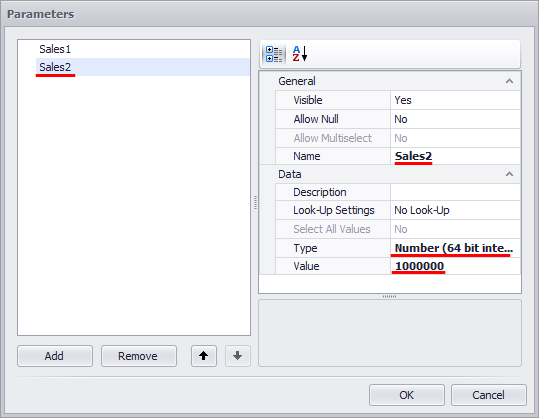 Parameters
Sales1
Sales2
A
Z
General
Visible Yes
Allow Null No
Allow Multiselect No
Name Sales2
Data
Description
Look-Up Settings No Look-Up
Select All Values No
Type Number (64 bit inte...
Value 1000000
Add Remove
OK Cancel